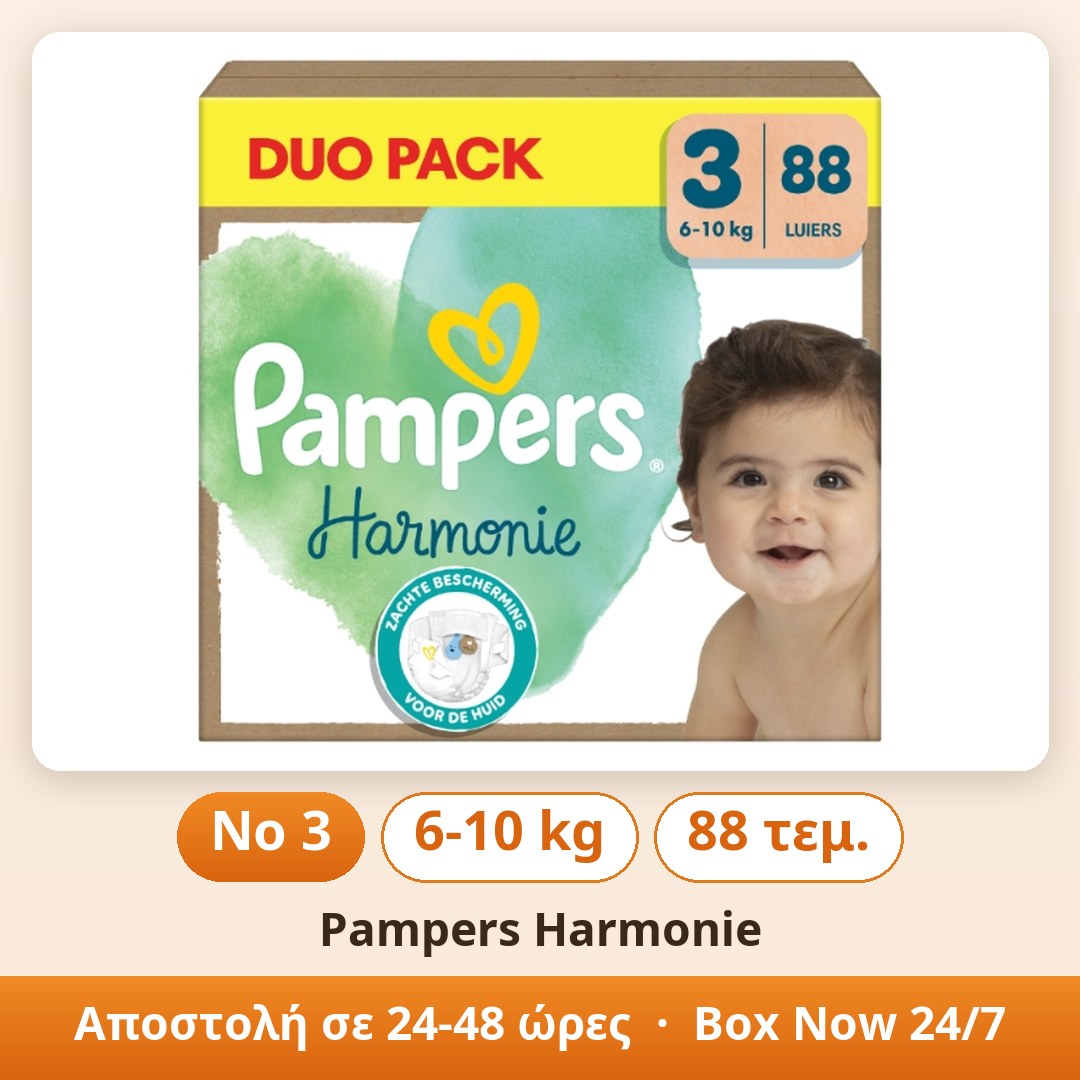 DUO PACK
3
6-10 kg
88
LUIERS
Pampers®
Harmonie
ZACHTE BESCHERMING
VOOR DE HUID
No 3
6-10 kg
88 τεμ.
Pampers Harmonie
Αποστολή σε 24-48 ώρες · Box Now 24/7